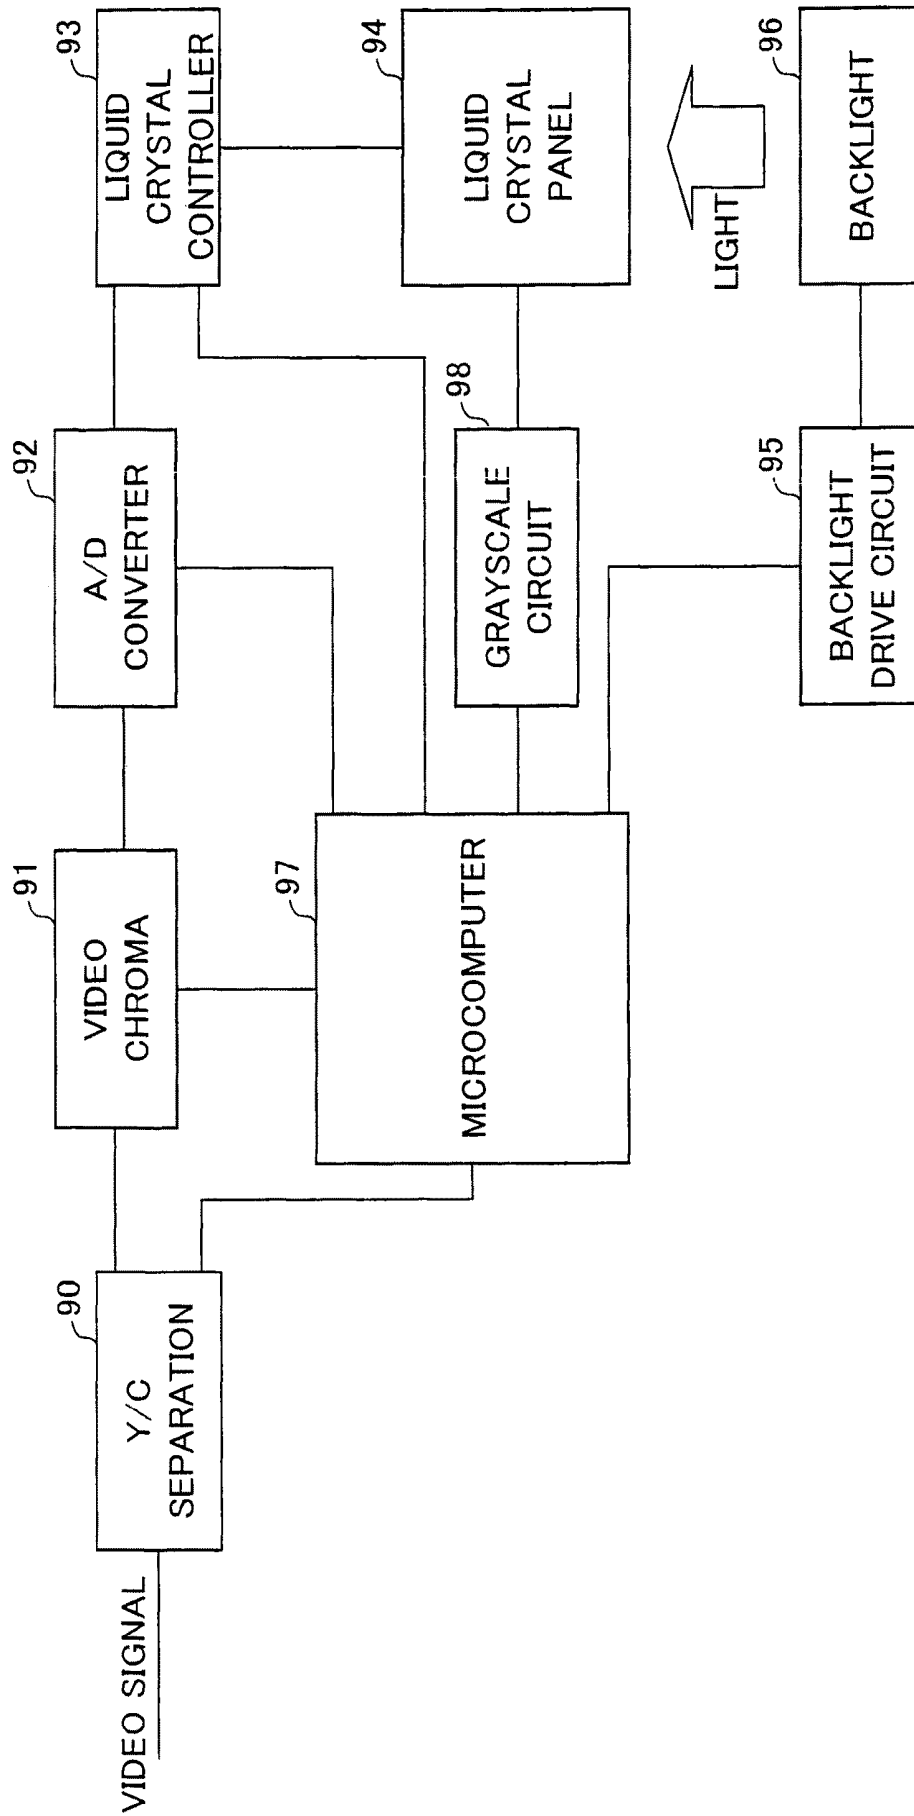 VIDEO SIGNAL
90
Y/C
SEPARATION
91
VIDEO
CHROMA
92
A/D
CONVERTER
93
LIQUID
CRYSTAL
CONTROLLER
97
MICROCOMPUTER
98
GRAYSCALE
CIRCUIT
94
LIQUID
CRYSTAL
PANEL
LIGHT
95
BACKLIGHT
DRIVE CIRCUIT
96
BACKLIGHT